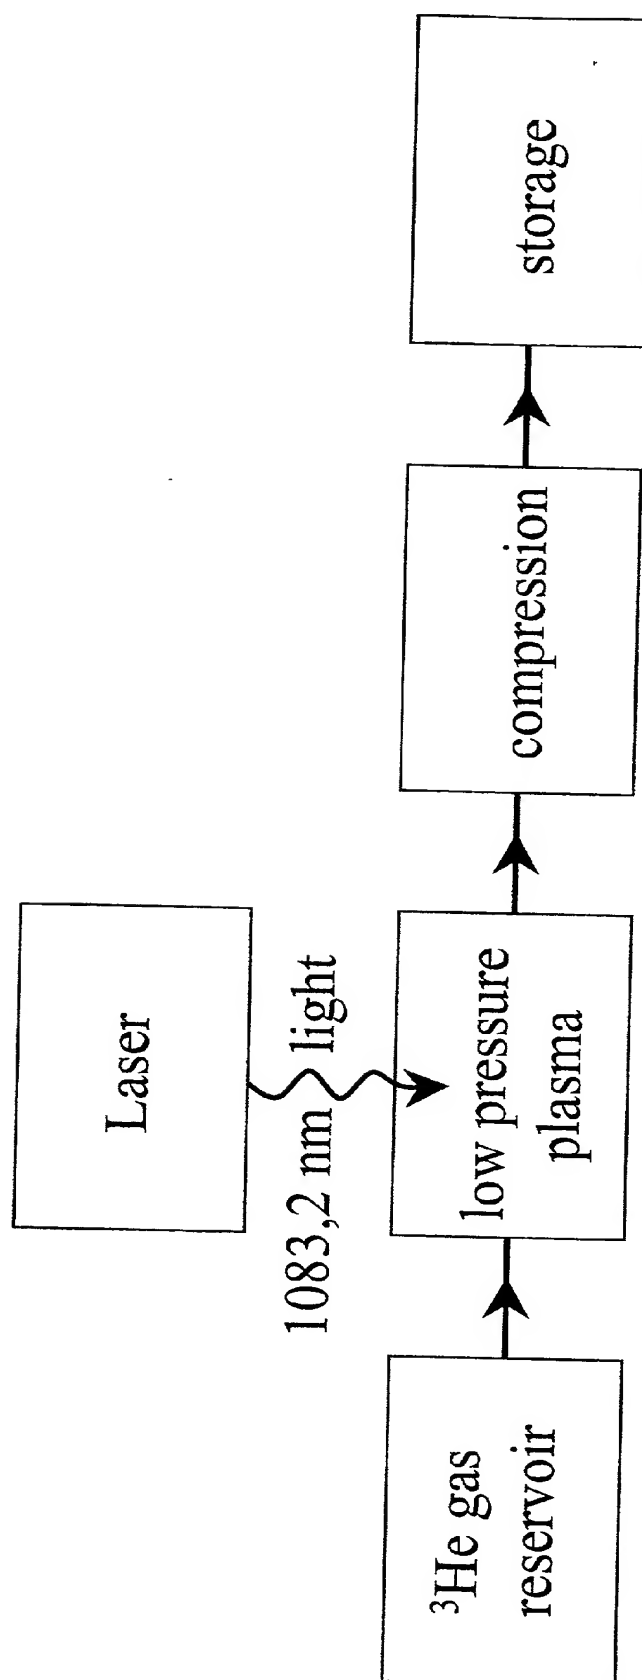 Laser
1083,2 nm light
³He gas
reservoir
low pressure
plasma
compression
storage